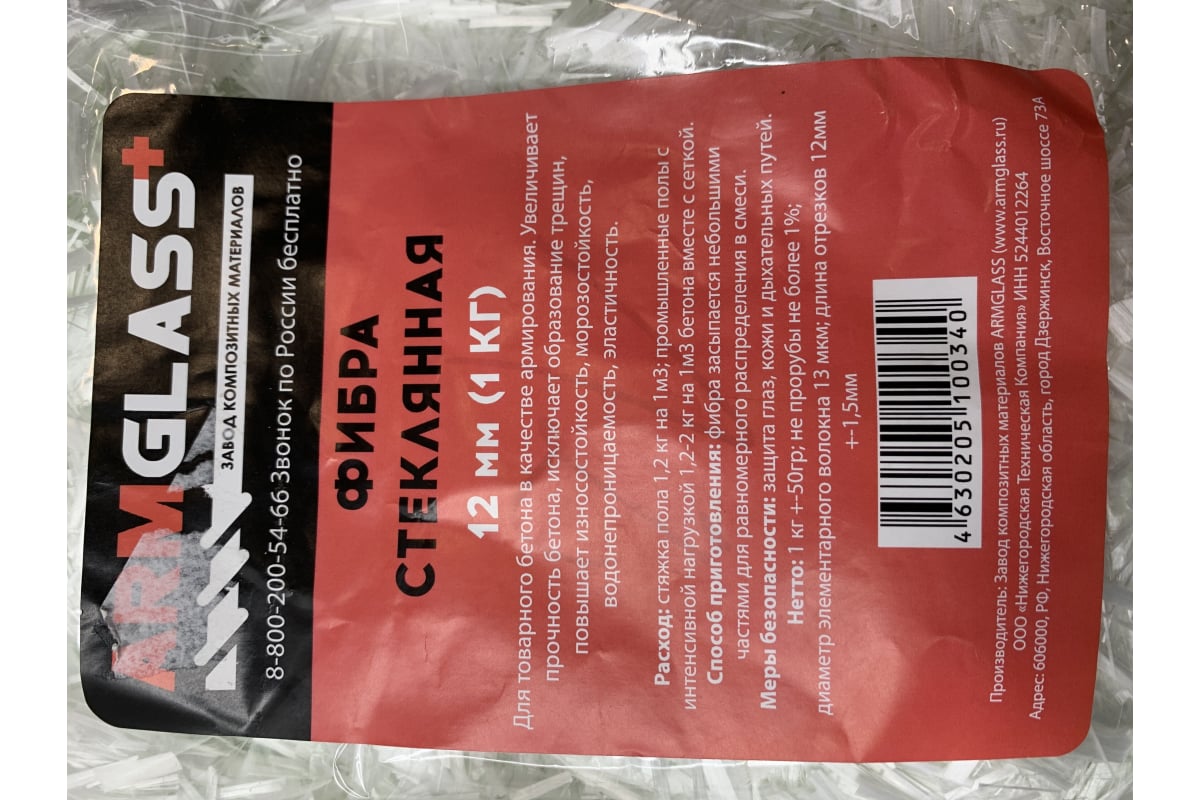 ARMGLASS+
ЗАВОД КОМПОЗИТНЫХ МАТЕРИАЛОВ
8-800-200-54-66 Звонок по России бесплатно
ФИБРА
СТЕКЛЯННАЯ
12 мм (1 КГ)
Для товарного бетона в качестве армирования. Увеличивает
прочность бетона, исключает образование трещин,
повышает износостойкость, морозостойкость,
водонепроницаемость, эластичность.
Расход: стяжка пола 1,2 кг на 1м3; промышленные полы с
интенсивной нагрузкой 1,2-2 кг на 1м3 бетона вместе с сеткой.
Способ приготовления: фибра засыпается небольшими
частями для равномерного распределения в смеси.
Меры безопасности: защита глаз, кожи и дыхательных путей.
Нетто: 1 кг +-50гр; не прорубы не более 1%;
диаметр элементарного волокна 13 мкм; длина отрезков 12мм
+-1,5мм
4 630205 100340
Производитель: Завод композитных материалов ARMGLASS (www.armglass.ru)
ООО «Нижегородская Техническая Компания» ИНН 5244012264
Адрес: 606000, РФ, Нижегородская область, город Дзержинск, Восточное шоссе 73А